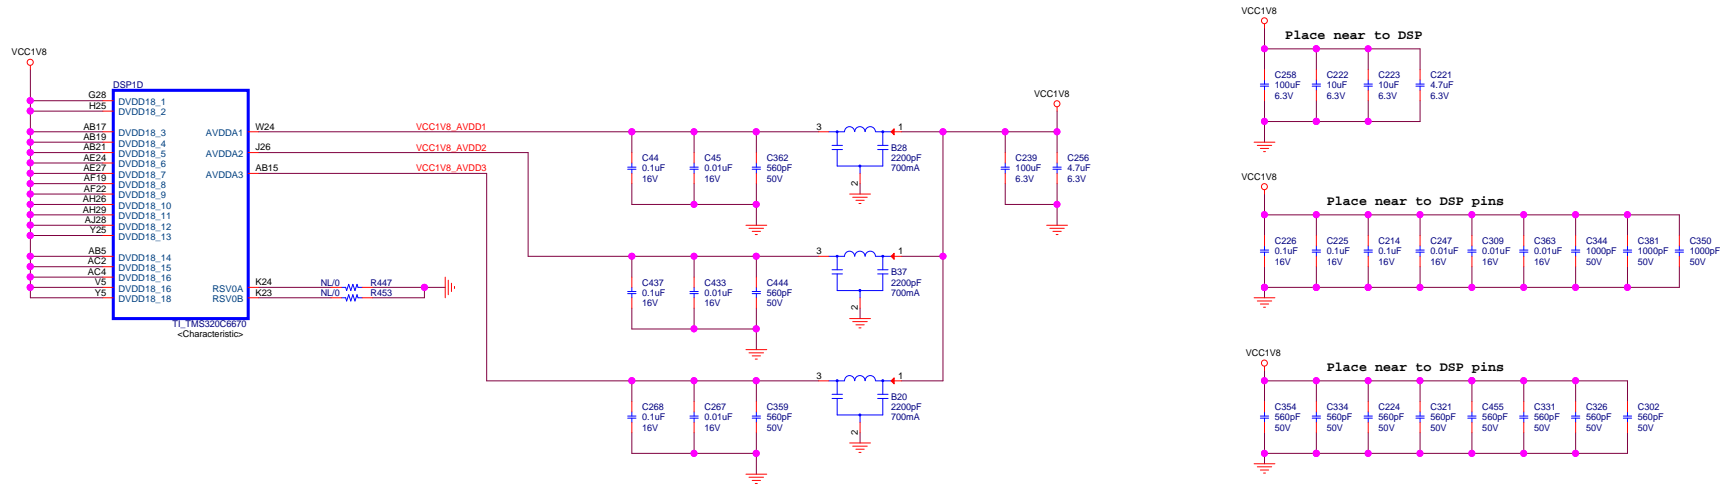 VCC1V8
DSP1D
G28 DVDD18_1
H25 DVDD18_2
AB17 DVDD18_3
AB19 DVDD18_4
AB21 DVDD18_5
AE24 DVDD18_6
AE27 DVDD18_7
AF19 DVDD18_8
AF22 DVDD18_9
AH26 DVDD18_10
AH29 DVDD18_11
AJ28 DVDD18_12
Y25 DVDD18_13
AB5 DVDD18_14
AC2 DVDD18_15
AC4 DVDD18_16
V5 DVDD18_16
Y5 DVDD18_18
AVDDA1 W24 VCC1V8_AVDD1
AVDDA2 J26 VCC1V8_AVDD2
AVDDA3 AB15 VCC1V8_AVDD3
RSV0A K24 NL/0 R447
RSV0B K23 NL/0 R453
TI_TMS320C6670
<Characteristic>
C44
0.1uF
16V
C45
0.01uF
16V
C362
560pF
50V
3
1
2
B28
2200pF
700mA
VCC1V8
C239
100uF
6.3V
C256
4.7uF
6.3V
C437
0.1uF
16V
C433
0.01uF
16V
C444
560pF
50V
3
1
2
B37
2200pF
700mA
C268
0.1uF
16V
C267
0.01uF
16V
C359
560pF
50V
3
1
2
B20
2200pF
700mA
VCC1V8
Place near to DSP
C258
100uF
6.3V
C222
10uF
6.3V
C223
10uF
6.3V
C221
4.7uF
6.3V
VCC1V8
Place near to DSP pins
C226
0.1uF
16V
C225
0.1uF
16V
C214
0.1uF
16V
C247
0.01uF
16V
C309
0.01uF
16V
C363
0.01uF
16V
C344
1000pF
50V
C381
1000pF
50V
C350
1000pF
50V
VCC1V8
Place near to DSP pins
C354
560pF
50V
C334
560pF
50V
C224
560pF
50V
C321
560pF
50V
C455
560pF
50V
C331
560pF
50V
C326
560pF
50V
C302
560pF
50V